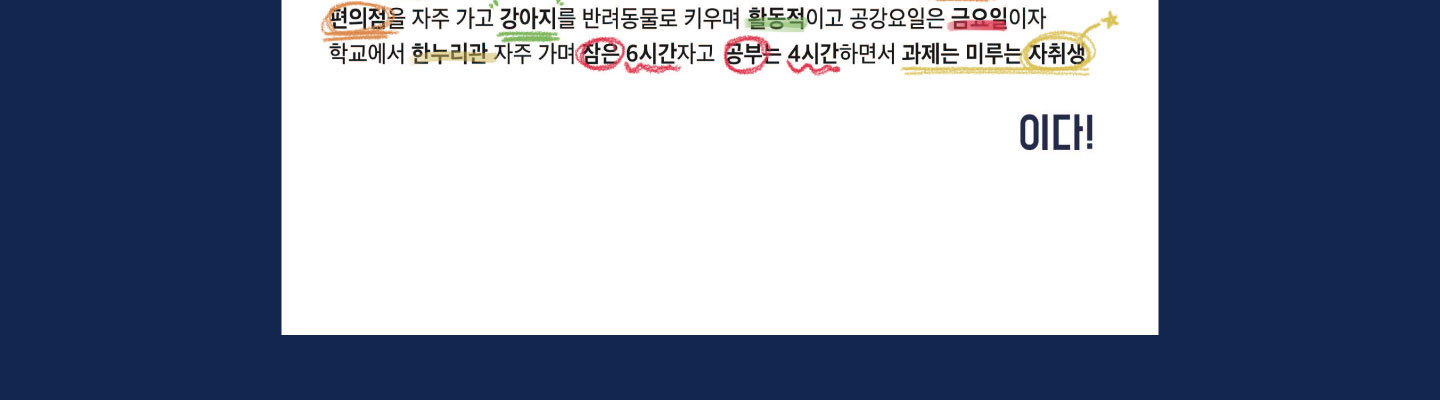 편의점을 자주 가고 강아지를 반려동물로 키우며 활동적이고 공강요일은 금요일이자
학교에서 한누리관 자주 가며 잠은 6시간자고 공부는 4시간하면서 과제는 미루는 자취생
이다!